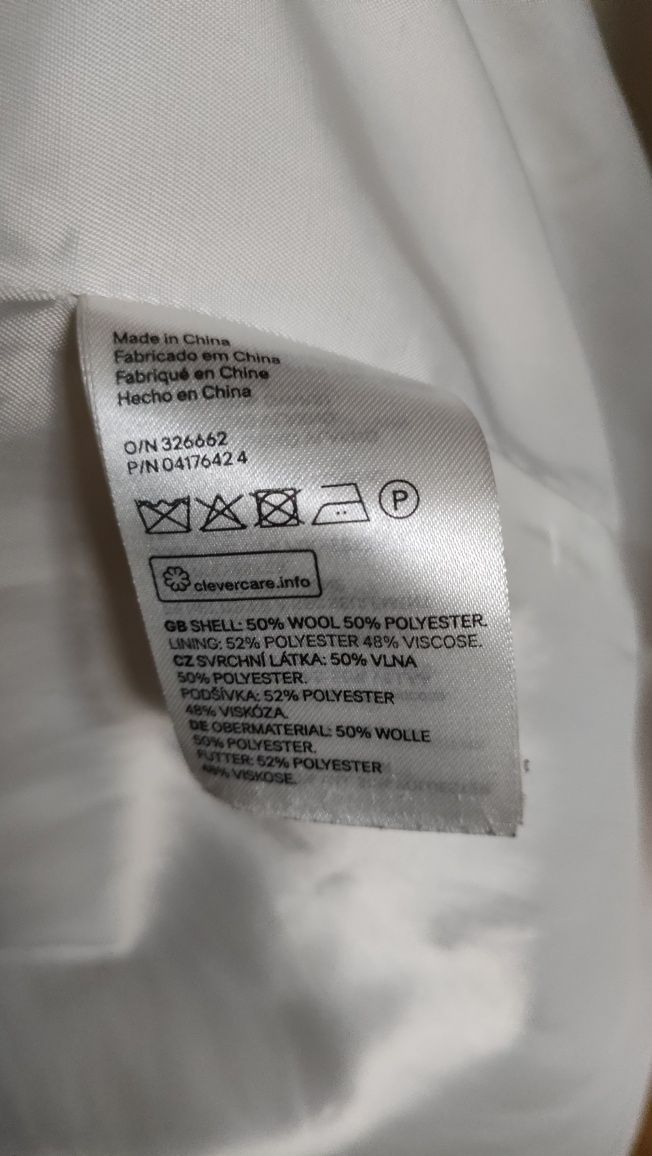 Made in China
Fabricado em China
Fabriqué en Chine
Hecho en China
O/N 326662
P/N 0417642 4
P
clevercare.info
GB SHELL: 50% WOOL 50% POLYESTER.
LINING: 52% POLYESTER 48% VISCOSE.
CZ SVRCHNÍ LÁTKA: 50% VLNA
50% POLYESTER.
PODŠÍVKA: 52% POLYESTER
48% VISKÓZA.
DE OBERMATERIAL: 50% WOLLE
50% POLYESTER.
FUTTER: 52% POLYESTER
48% VISKOSE.